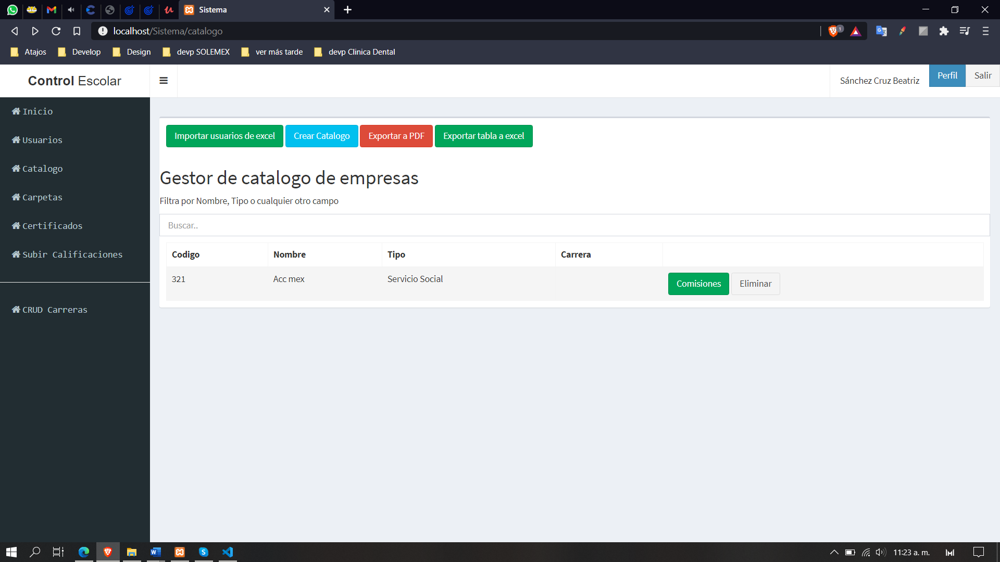 Sistema
localhost/Sistema/catalogo
1
Atajos
Develop
Design
devp SOLEMEX
ver más tarde
devp Clinica Dental
Control Escolar
Sánchez Cruz Beatriz
Perfil
Salir
Inicio
Usuarios
Catalogo
Carpetas
Certificados
Subir Calificaciones
CRUD Carreras
Importar usuarios de excel
Crear Catalogo
Exportar a PDF
Exportar tabla a excel
Gestor de catalogo de empresas
Filtra por Nombre, Tipo o cualquier otro campo
Buscar..
Codigo Nombre Tipo Carrera
321 Acc mex Servicio Social Comisiones Eliminar
11:23 a. m.